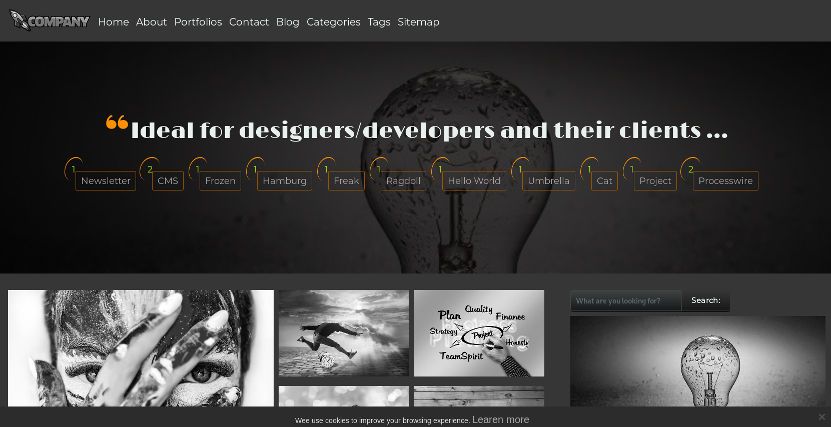 COMPANY Home About Portfolios Contact Blog Categories Tags Sitemap
❝ Ideal for designers/developers and their clients ...
1 2 1 1 1 1 1 1 1 1 2
Newsletter CMS Frozen Hamburg Freak Ragdoll Hello World Umbrella Cat Project Processwire
What are you looking for? Search:
Plan Quality Finance
Strategy Project Honesty
TeamSpirit
Wee use cookies to improve your browsing experience. Learen more ×